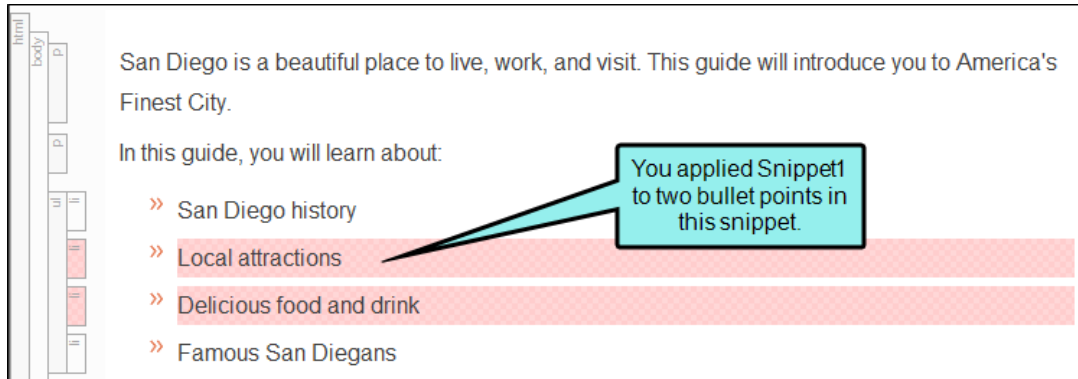 html
body
p
San Diego is a beautiful place to live, work, and visit. This guide will introduce you to America's
Finest City.
p
In this guide, you will learn about:
You applied Snippet1
to two bullet points in
this snippet.
ul
li
» San Diego history
li
» Local attractions
li
» Delicious food and drink
li
» Famous San Diegans